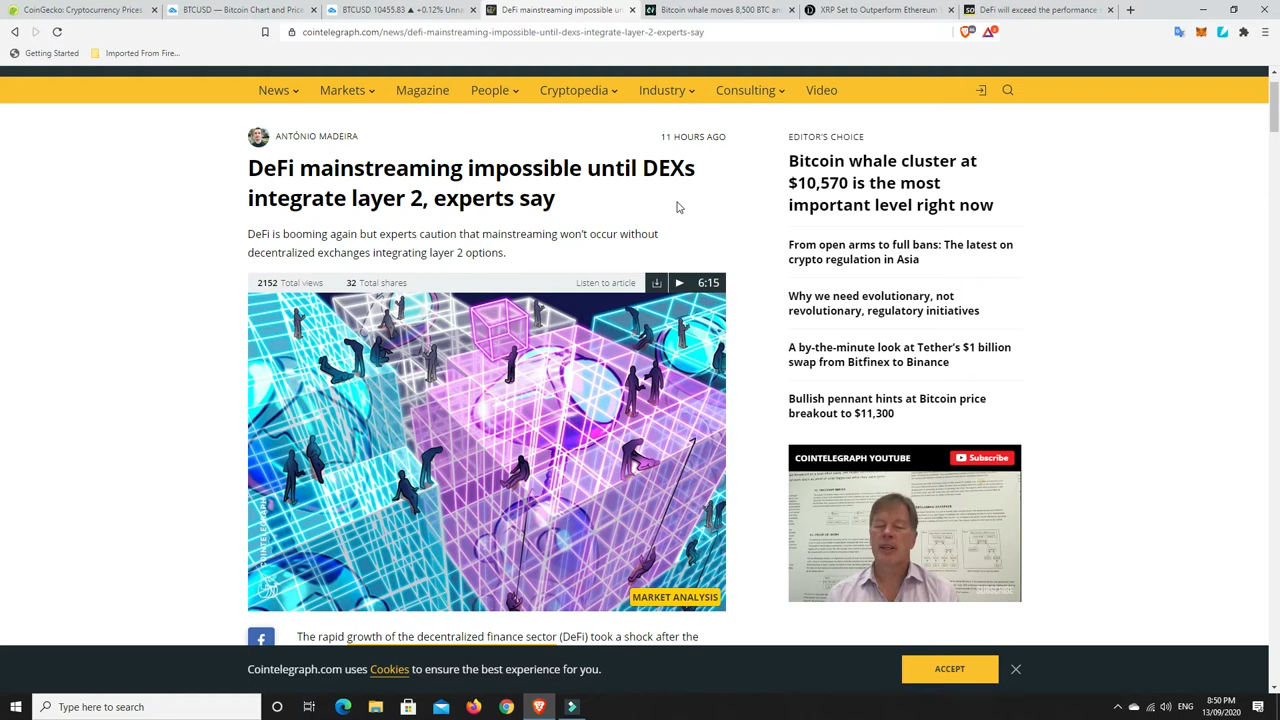 CoinGecko: Cryptocurrency Prices
BTCUSD — Bitcoin Chart and Price
BTCUSD 10455.83 ▲ +0.12% Unna
DeFi mainstreaming impossible un
Bitcoin whale moves 8,500 BTC an
XRP Set to Outperform Ethereum
DeFi will exceed the performance
cointelegraph.com/news/defi-mainstreaming-impossible-until-dexs-integrate-layer-2-experts-say
Getting Started
Imported From Fire...
News
Markets
Magazine
People
Cryptopedia
Industry
Consulting
Video
ANTÓNIO MADEIRA
11 HOURS AGO
DeFi mainstreaming impossible until DEXs
integrate layer 2, experts say
DeFi is booming again but experts caution that mainstreaming won't occur without
decentralized exchanges integrating layer 2 options.
2152 Total views
32 Total shares
Listen to article
6:15
COINTELEGRAPH
MARKET ANALYSIS
The rapid growth of the decentralized finance sector (DeFi) took a shock after the
EDITOR'S CHOICE
Bitcoin whale cluster at
$10,570 is the most
important level right now
From open arms to full bans: The latest on
crypto regulation in Asia
Why we need evolutionary, not
revolutionary, regulatory initiatives
A by-the-minute look at Tether's $1 billion
swap from Bitfinex to Binance
Bullish pennant hints at Bitcoin price
breakout to $11,300
COINTELEGRAPH YOUTUBE
Subscribe
Cointelegraph.com uses Cookies to ensure the best experience for you.
ACCEPT
Type here to search
ENG
8:50 PM
13/09/2020